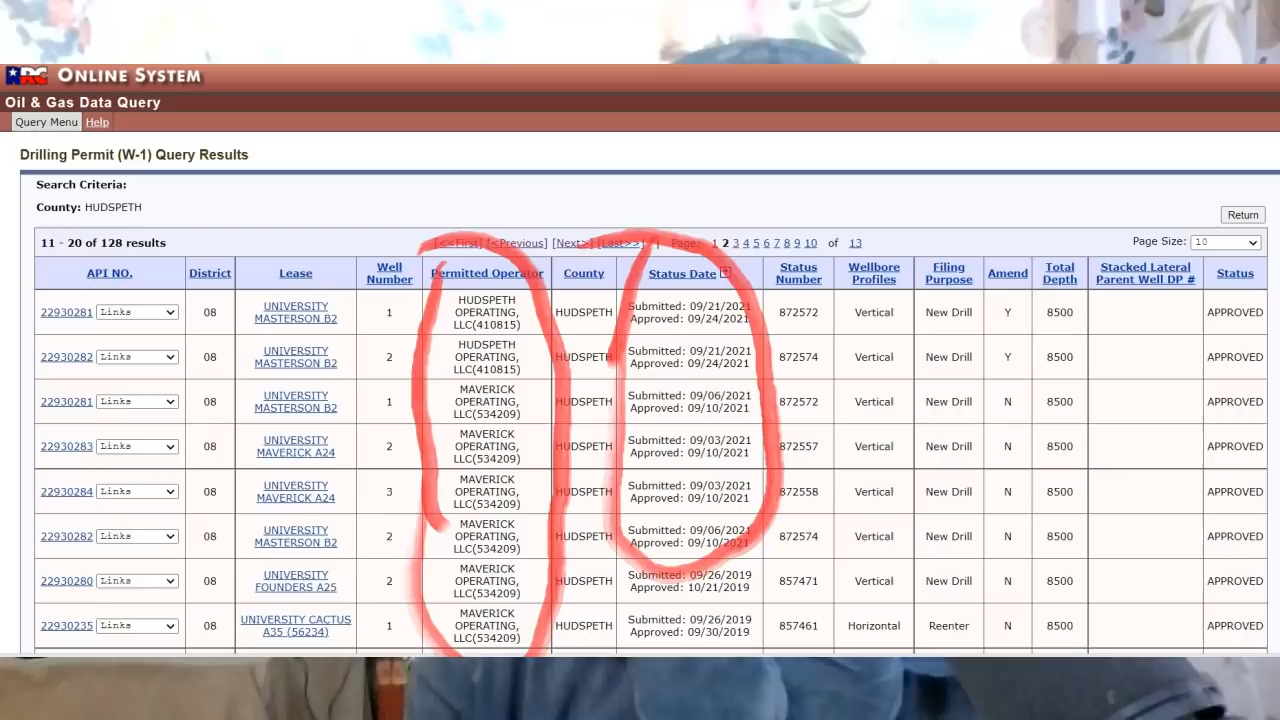 RRC ONLINE SYSTEM
Oil & Gas Data Query
Query Menu Help
Drilling Permit (W-1) Query Results
Search Criteria:
County: HUDSPETH
Return
11 - 20 of 128 results [<<First] [<Previous] [Next>] [Last>>] | Page: 1 2 3 4 5 6 7 8 9 10 of 13 Page Size: 10
API NO. District Lease Well Number Permitted Operator County Status Date Status Number Wellbore Profiles Filing Purpose Amend Total Depth Stacked Lateral Parent Well DP # Status
22930281 Links 08 UNIVERSITY MASTERSON B2 1 HUDSPETH OPERATING, LLC(410815) HUDSPETH Submitted: 09/21/2021 Approved: 09/24/2021 872572 Vertical New Drill Y 8500 APPROVED
22930282 Links 08 UNIVERSITY MASTERSON B2 2 HUDSPETH OPERATING, LLC(410815) HUDSPETH Submitted: 09/21/2021 Approved: 09/24/2021 872574 Vertical New Drill Y 8500 APPROVED
22930281 Links 08 UNIVERSITY MASTERSON B2 1 MAVERICK OPERATING, LLC(534209) HUDSPETH Submitted: 09/06/2021 Approved: 09/10/2021 872572 Vertical New Drill N 8500 APPROVED
22930283 Links 08 UNIVERSITY MAVERICK A24 2 MAVERICK OPERATING, LLC(534209) HUDSPETH Submitted: 09/03/2021 Approved: 09/10/2021 872557 Vertical New Drill N 8500 APPROVED
22930284 Links 08 UNIVERSITY MAVERICK A24 3 MAVERICK OPERATING, LLC(534209) HUDSPETH Submitted: 09/03/2021 Approved: 09/10/2021 872558 Vertical New Drill N 8500 APPROVED
22930282 Links 08 UNIVERSITY MASTERSON B2 2 MAVERICK OPERATING, LLC(534209) HUDSPETH Submitted: 09/06/2021 Approved: 09/10/2021 872574 Vertical New Drill N 8500 APPROVED
22930280 Links 08 UNIVERSITY FOUNDERS A25 2 MAVERICK OPERATING, LLC(534209) HUDSPETH Submitted: 09/26/2019 Approved: 10/21/2019 857471 Vertical New Drill N 8500 APPROVED
22930235 Links 08 UNIVERSITY CACTUS A35 (56234) 1 MAVERICK OPERATING, LLC(534209) HUDSPETH Submitted: 09/26/2019 Approved: 09/30/2019 857461 Horizontal Reenter N 8500 APPROVED